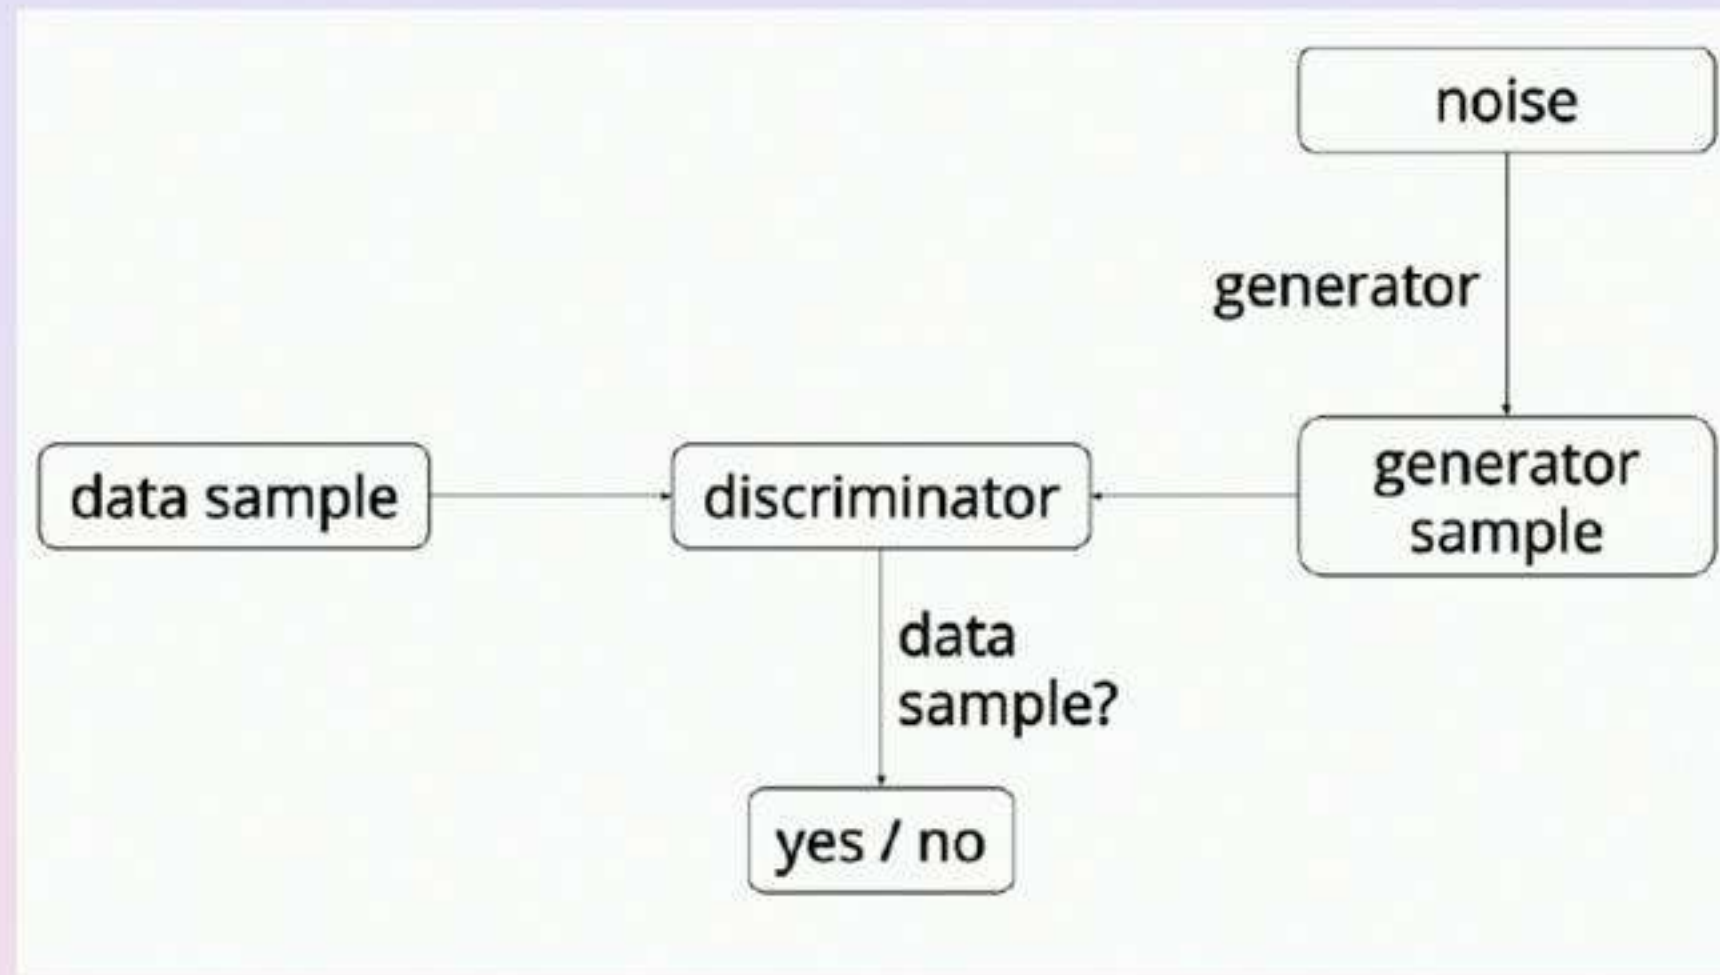 noise
generator
data sample
discriminator
generator
sample
data
sample?
yes / no